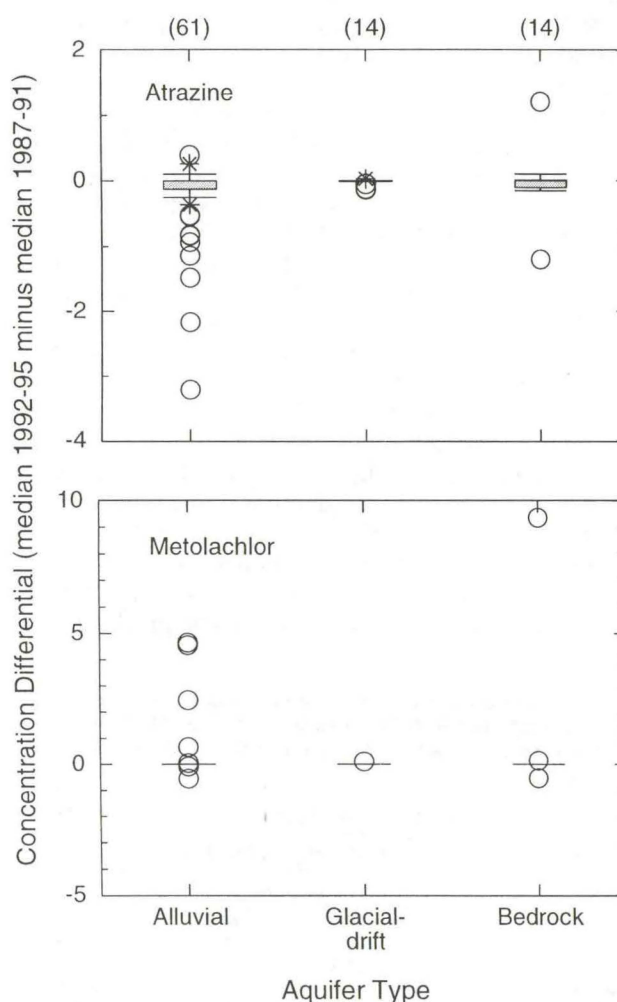 (61) (14) (14)
Concentration Differential (median 1992-95 minus median 1987-91)
2
Atrazine
0
-2
-4
10
Metolachlor
5
0
-5
Alluvial Glacial- Bedrock
drift
Aquifer Type